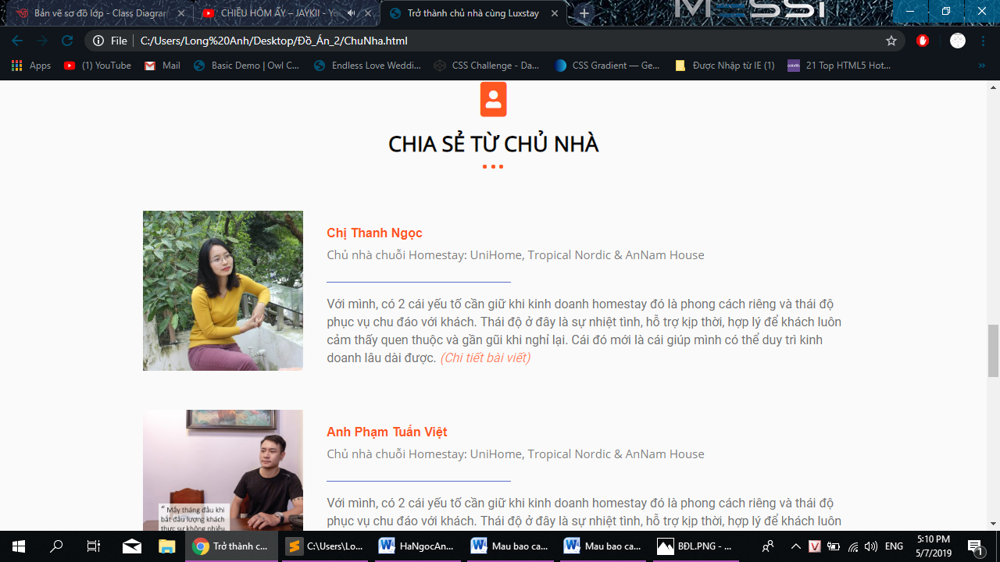 Bản vẽ sơ đồ lớp - Class Diagram
CHIỀU HÔM ẤY – JAYKII - Yo
Trở thành chủ nhà cùng Luxstay
MESSI
File
C:/Users/Long%20Anh/Desktop/Đồ_Án_2/ChuNha.html
Apps
(1) YouTube
Mail
Basic Demo | Owl C...
Endless Love Weddi...
CSS Challenge - Da...
CSS Gradient — Ge...
Được Nhập từ IE (1)
21 Top HTML5 Hot...
CHIA SẺ TỪ CHỦ NHÀ
Chị Thanh Ngọc
Chủ nhà chuỗi Homestay: UniHome, Tropical Nordic & AnNam House
Với mình, có 2 cái yếu tố cần giữ khi kinh doanh homestay đó là phong cách riêng và thái độ
phục vụ chu đáo với khách. Thái độ ở đây là sự nhiệt tình, hỗ trợ kịp thời, hợp lý để khách luôn
cảm thấy quen thuộc và gần gũi khi nghỉ lại. Cái đó mới là cái giúp mình có thể duy trì kinh
doanh lâu dài được. (Chi tiết bài viết)
Anh Phạm Tuấn Việt
Chủ nhà chuỗi Homestay: UniHome, Tropical Nordic & AnNam House
Với mình, có 2 cái yếu tố cần giữ khi kinh doanh homestay đó là phong cách riêng và thái độ
phục vụ chu đáo với khách. Thái độ ở đây là sự nhiệt tình, hỗ trợ kịp thời, hợp lý để khách luôn
“ Mấy tháng đầu khi
bắt đầu lượng khách
thực sự không nhiều,
Trở thành c...
C:\Users\Lo...
HaNgocAn...
Mau bao ca...
Mau bao ca...
BĐL.PNG - ...
ENG
5:10 PM
5/7/2019
1